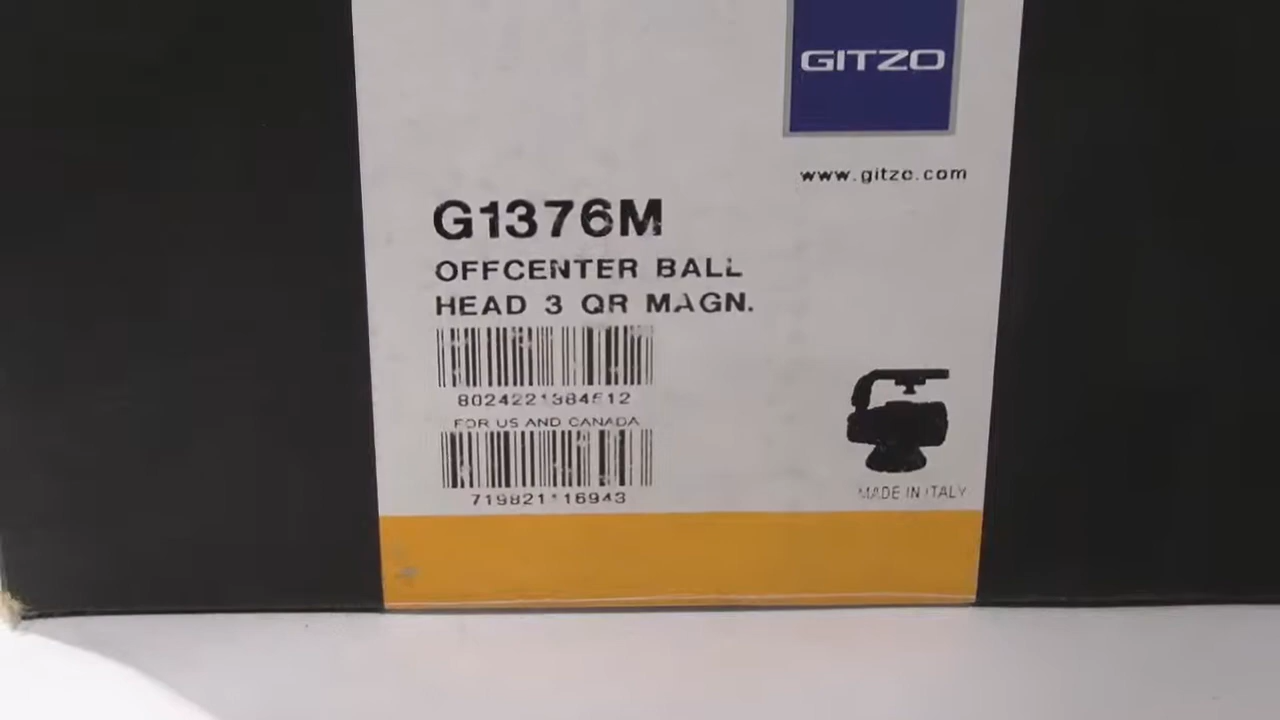 GITZO
www.gitzo.com
G1376M
OFFCENTER BALL
HEAD 3 QR MAGN.
FOR US AND CANADA
MADE IN ITALY